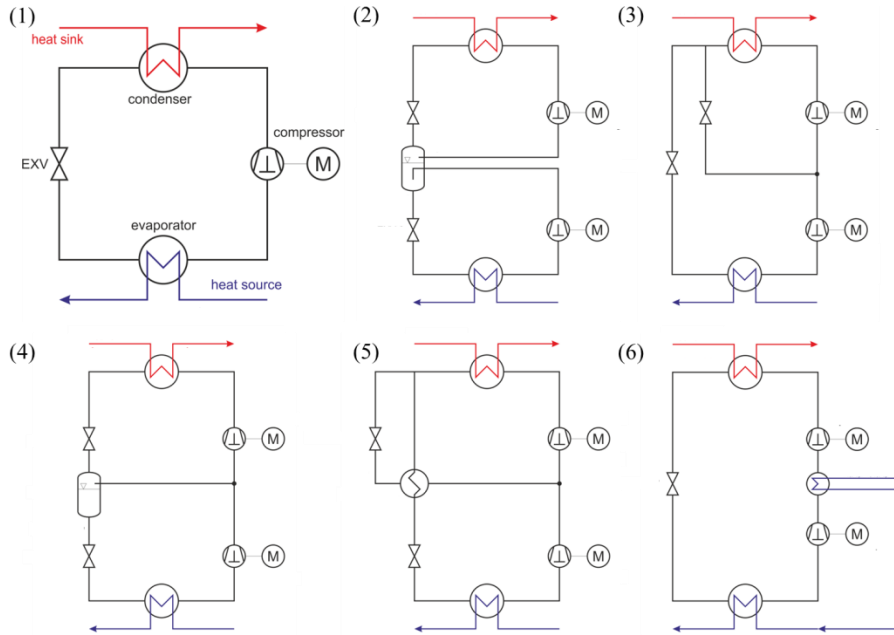 (1)
heat sink
condenser
compressor
EXV
M
evaporator
heat source
(2)
M
M
(3)
M
M
(4)
M
M
(5)
M
M
(6)
M
M